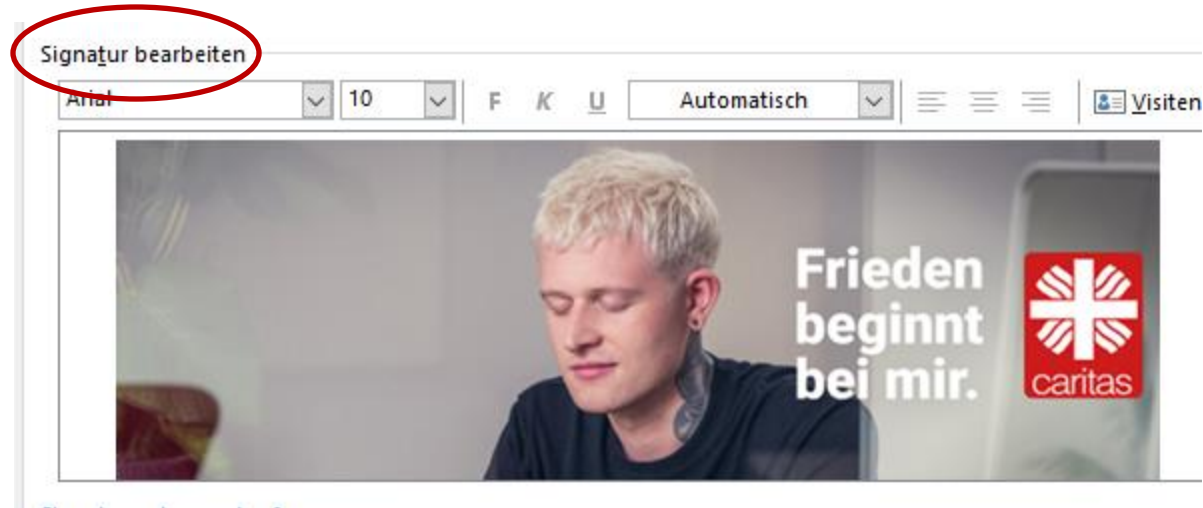 Signatur bearbeiten
Arial 10 F K U Automatisch Visiten
Frieden
beginnt
bei mir.
caritas